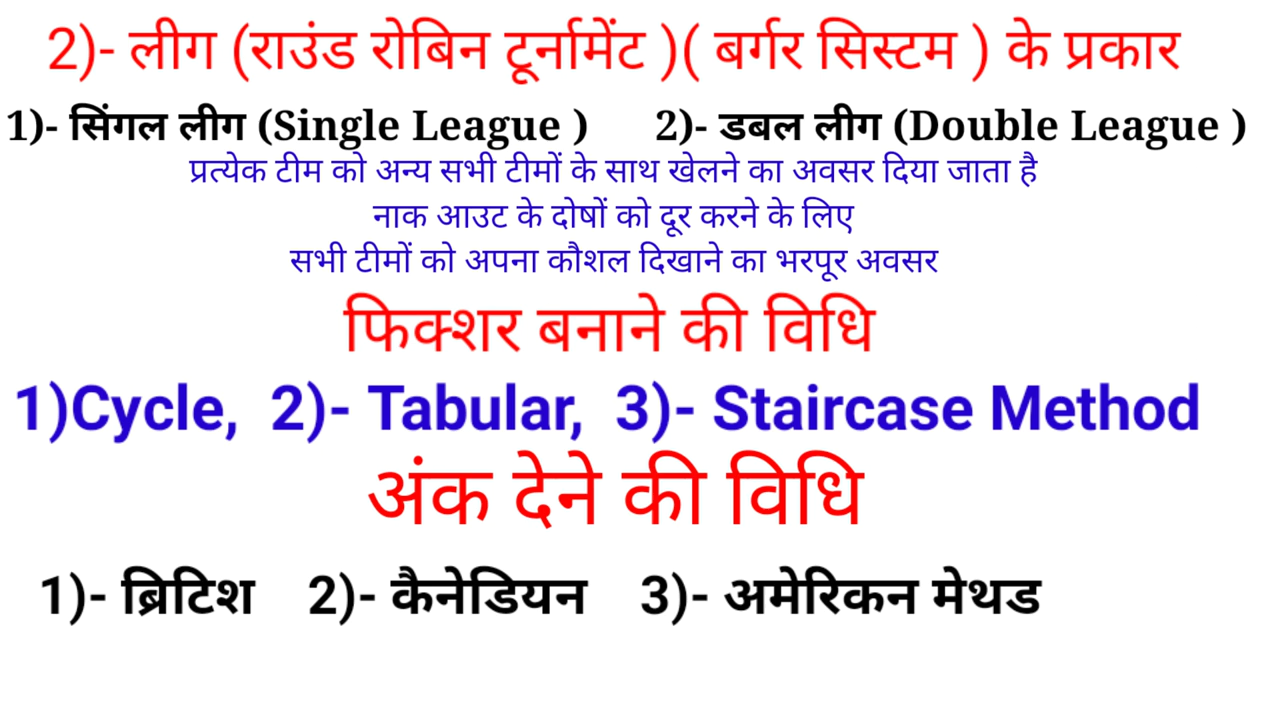 2)- लीग (राउंड रोबिन टूर्नामेंट )( बर्गर सिस्टम ) के प्रकार
1)- सिंगल लीग (Single League ) 2)- डबल लीग (Double League )
प्रत्येक टीम को अन्य सभी टीमों के साथ खेलने का अवसर दिया जाता है
नाक आउट के दोषों को दूर करने के लिए
सभी टीमों को अपना कौशल दिखाने का भरपूर अवसर
फिक्शर बनाने की विधि
1)Cycle, 2)- Tabular, 3)- Staircase Method
अंक देने की विधि
1)- ब्रिटिश 2)- कैनेडियन 3)- अमेरिकन मेथड